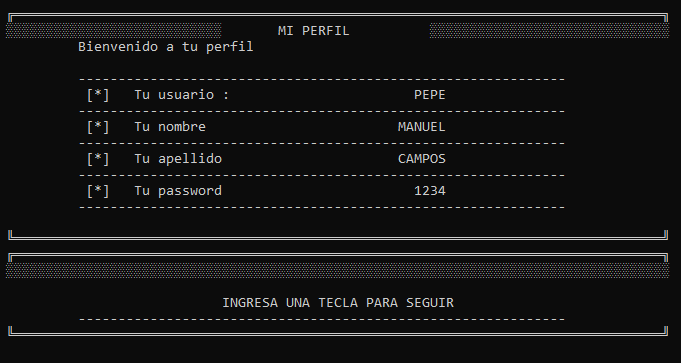 MI PERFIL
Bienvenido a tu perfil
------------------------------------------------------------
[*] Tu usuario : PEPE
------------------------------------------------------------
[*] Tu nombre MANUEL
------------------------------------------------------------
[*] Tu apellido CAMPOS
------------------------------------------------------------
[*] Tu password 1234
------------------------------------------------------------
INGRESA UNA TECLA PARA SEGUIR
------------------------------------------------------------